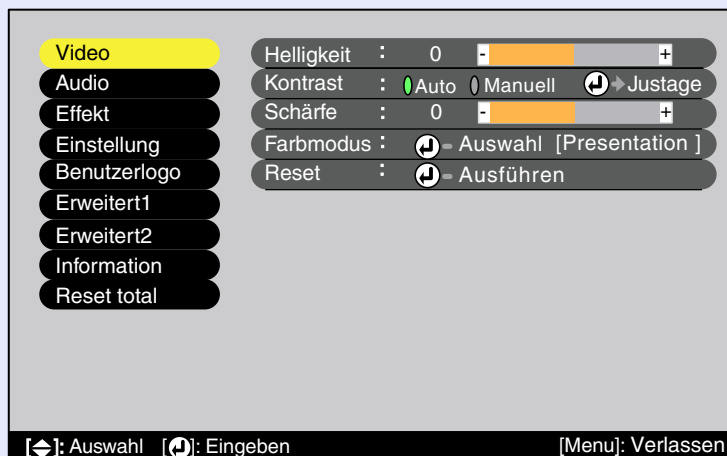 Video
Audio
Effekt
Einstellung
Benutzerlogo
Erweitert1
Erweitert2
Information
Reset total
Helligkeit : 0 - +
Kontrast : Auto Manuell Justage
Schärfe : 0 - +
Farbmodus : Auswahl [Presentation ]
Reset : Ausführen
[ ]: Auswahl [ ]: Eingeben [Menu]: Verlassen